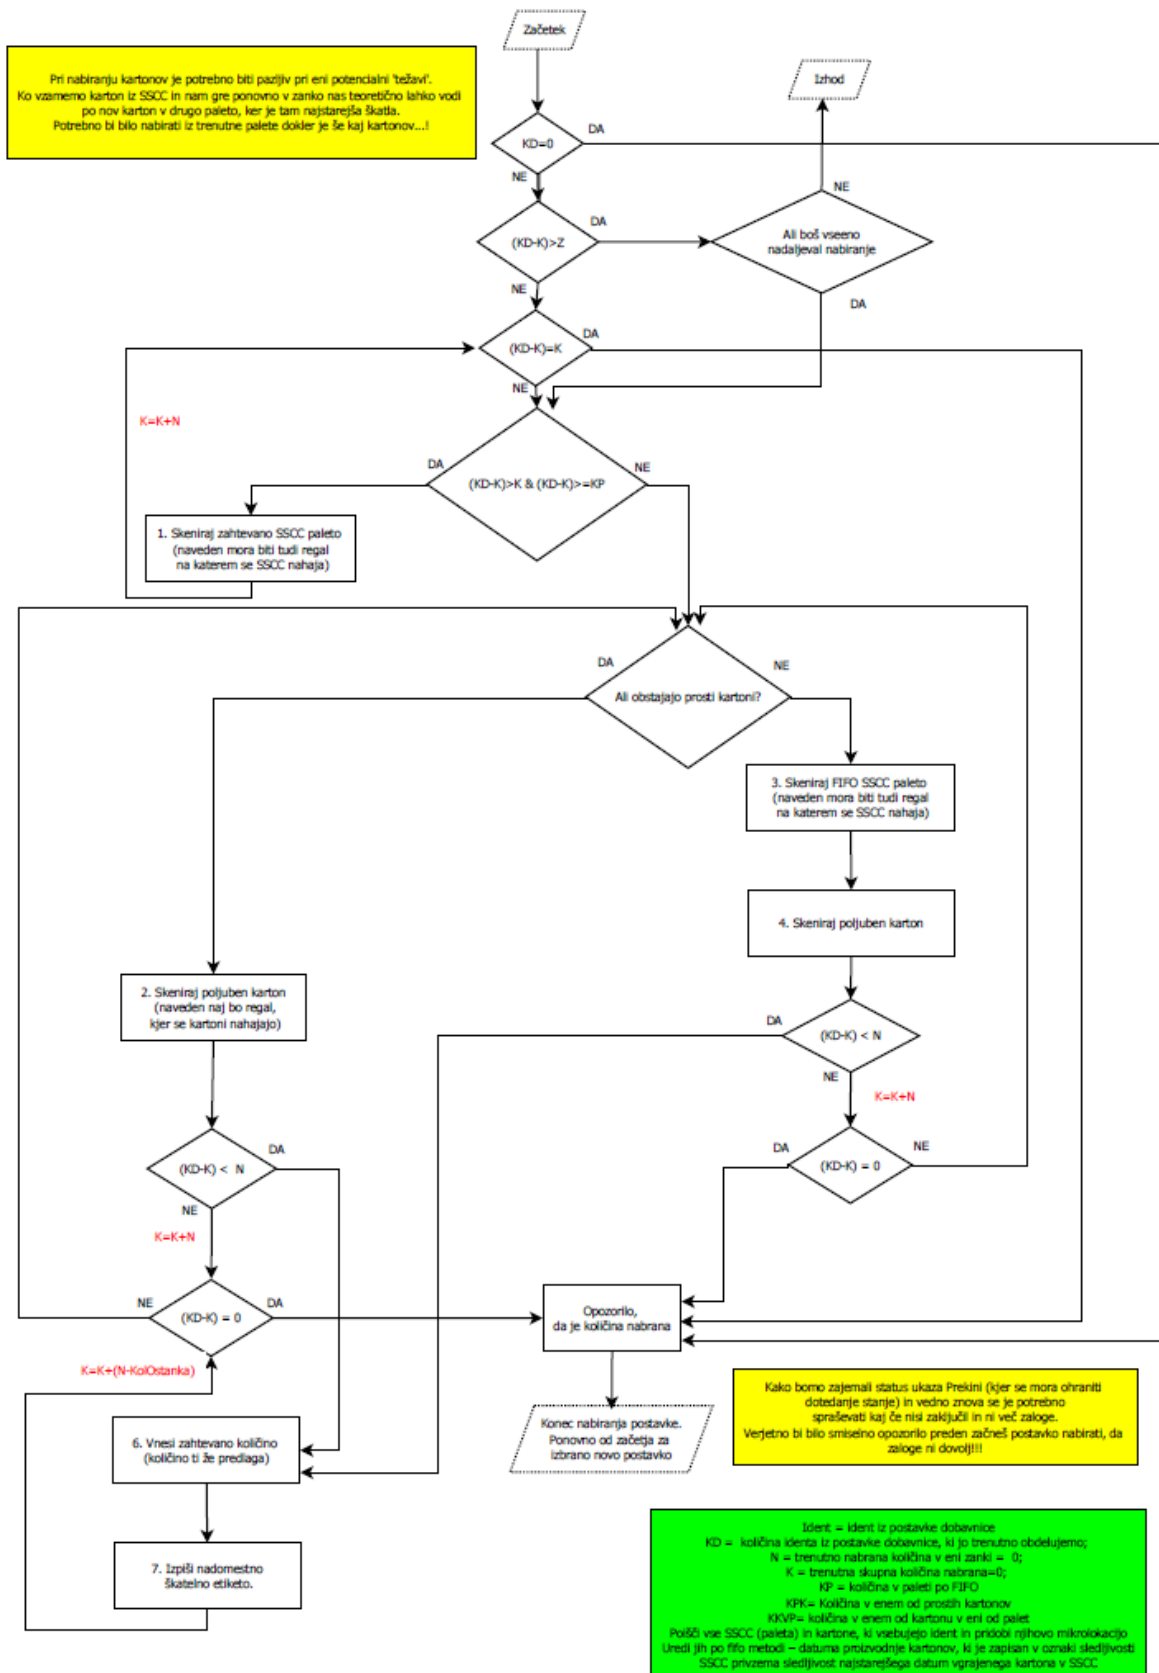 Začetek
Pri nabiranju kartonov je potrebno biti pazljiv pri eni potencialni 'težavi'.
Ko vzamemo karton iz SSCC in nam gre ponovno v zanko nas teoretično lahko vodi
po nov karton v drugo paleto, ker je tam najstarejša škatla.
Potrebno bi bilo nabirati iz trenutne palete dokler je še kaj kartonov...!
Izhod
KD=0
DA
NE
(KD-K)>Z
DA
NE
Ali boš vseeno
nadaljeval nabiranje
NE
DA
(KD-K)=K
DA
NE
K=K+N
(KD-K)>K & (KD-K)>=KP
DA
NE
1. Skeniraj zahtevano SSCC paleto
(naveden mora biti tudi regal
na katerem se SSCC nahaja)
Ali obstajajo prosti kartoni?
DA
NE
3. Skeniraj FIFO SSCC paleto
(naveden mora biti tudi regal
na katerem se SSCC nahaja)
4. Skeniraj poljuben karton
2. Skeniraj poljuben karton
(naveden naj bo regal,
kjer se kartoni nahajajo)
DA
(KD-K) < N
NE
K=K+N
DA
(KD-K) = 0
NE
(KD-K) < N
DA
NE
K=K+N
NE
(KD-K) = 0
DA
K=K+(N-KolOstanka)
Opozorilo,
da je količina nabrana
Konec nabiranja postavke.
Ponovno od začetja za
izbrano novo postavko
6. Vnesi zahtevano količino
(količino ti že predlaga)
7. Izpiši nadomestno
škatelno etiketo.
Kako bomo zajemali status ukaza Prekini (kjer se mora ohraniti
dotedanje stanje) in vedno znova se je potrebno
spraševati kaj če nisi zaključil in ni več zaloge.
Verjetno bi bilo smiselno opozorilo preden začneš postavko nabirati, da
zaloge ni dovolj!!!
Ident = ident iz postavke dobavnice
KD = količina identa iz postavke dobavnice, ki jo trenutno obdelujemo;
N = trenutno nabrana količina v eni zanki = 0;
K = trenutna skupna količina nabrana=0;
KP = količina v paleti po FIFO
KPK= Količina v enem od prostih kartonov
KKVP= količina v enem od kartonu v eni od palet
Poišči vse SSCC (paleta) in kartone, ki vsebujejo ident in pridobi njihovo mikrolokacijo
Uredi jih po fifo metodi – datuma proizvodnje kartonov, ki je zapisan v oznaki sledljivosti
SSCC privzema sledljivost najstarejšega datum vgrajenega kartona v SSCC